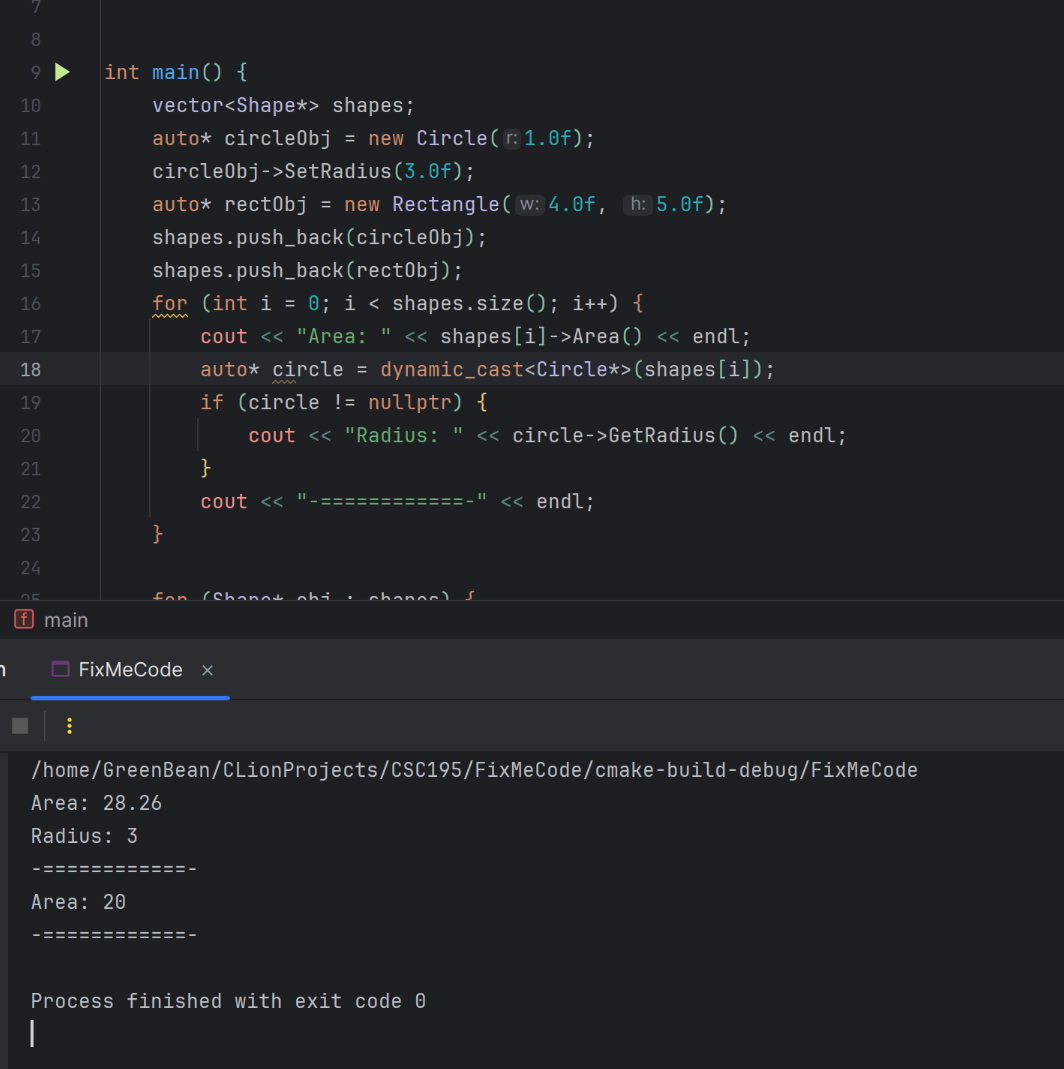 7
8
9 int main() {
10 vector<Shape*> shapes;
11 auto* circleObj = new Circle( r: 1.0f);
12 circleObj->SetRadius(3.0f);
13 auto* rectObj = new Rectangle( w: 4.0f, h: 5.0f);
14 shapes.push_back(circleObj);
15 shapes.push_back(rectObj);
16 for (int i = 0; i < shapes.size(); i++) {
17 cout << "Area: " << shapes[i]->Area() << endl;
18 auto* circle = dynamic_cast<Circle*>(shapes[i]);
19 if (circle != nullptr) {
20 cout << "Radius: " << circle->GetRadius() << endl;
21 }
22 cout << "-============-" << endl;
23 }
24
25 for (Shape* obj : shapes) {
f main
n FixMeCode ×
/home/GreenBean/CLionProjects/CSC195/FixMeCode/cmake-build-debug/FixMeCode
Area: 28.26
Radius: 3
-============-
Area: 20
-============-
Process finished with exit code 0